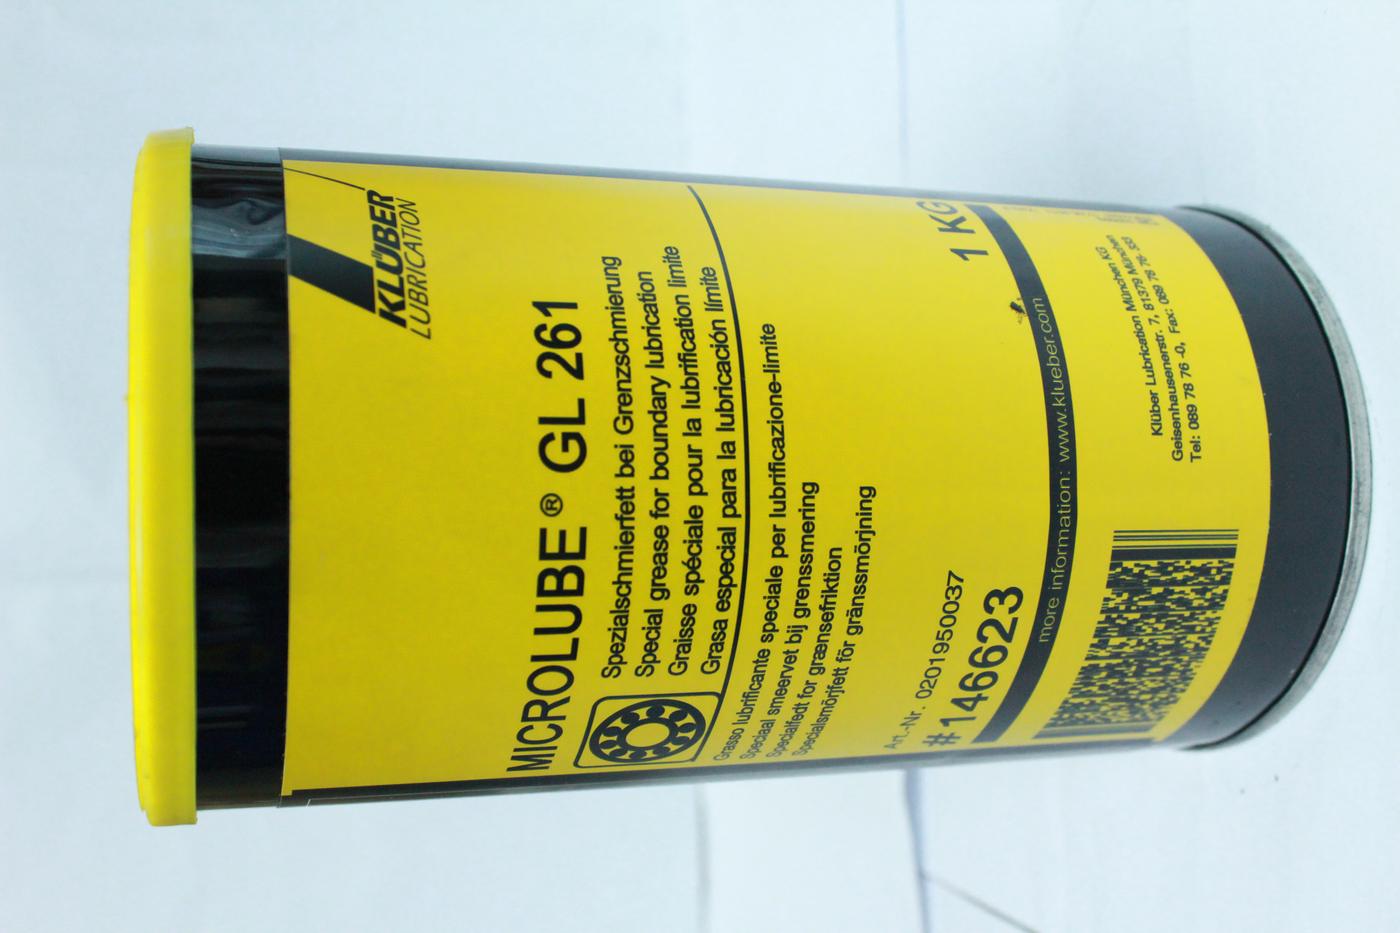 KLÜBER
LUBRICATION
MICROLUBE® GL 261
Spezialschmierfett bei Grenzschmierung
Special grease for boundary lubrication
Graisse spéciale pour la lubrification limite
Grasa especial para la lubricación límite
Grasso lubrificante speciale per lubrificazione-limite
Speciaal smeervet bij grenssmering
Specialfedt for grænsefriktion
Specialsmörjfett för gränssmörjning
Art.-Nr. 0201950037
#146623
1 KG
more information: www.klueber.com
Klüber Lubrication München KG
Geisenhausenerstr. 7, 81379 München
Tel: 089 78 76 -0, Fax: 089 78 76- 333